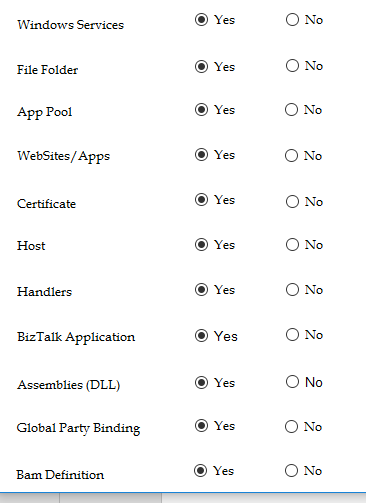 Windows Services Yes No
File Folder Yes No
App Pool Yes No
WebSites/Apps Yes No
Certificate Yes No
Host Yes No
Handlers Yes No
BizTalk Application Yes No
Assemblies (DLL) Yes No
Global Party Binding Yes No
Bam Definition Yes No